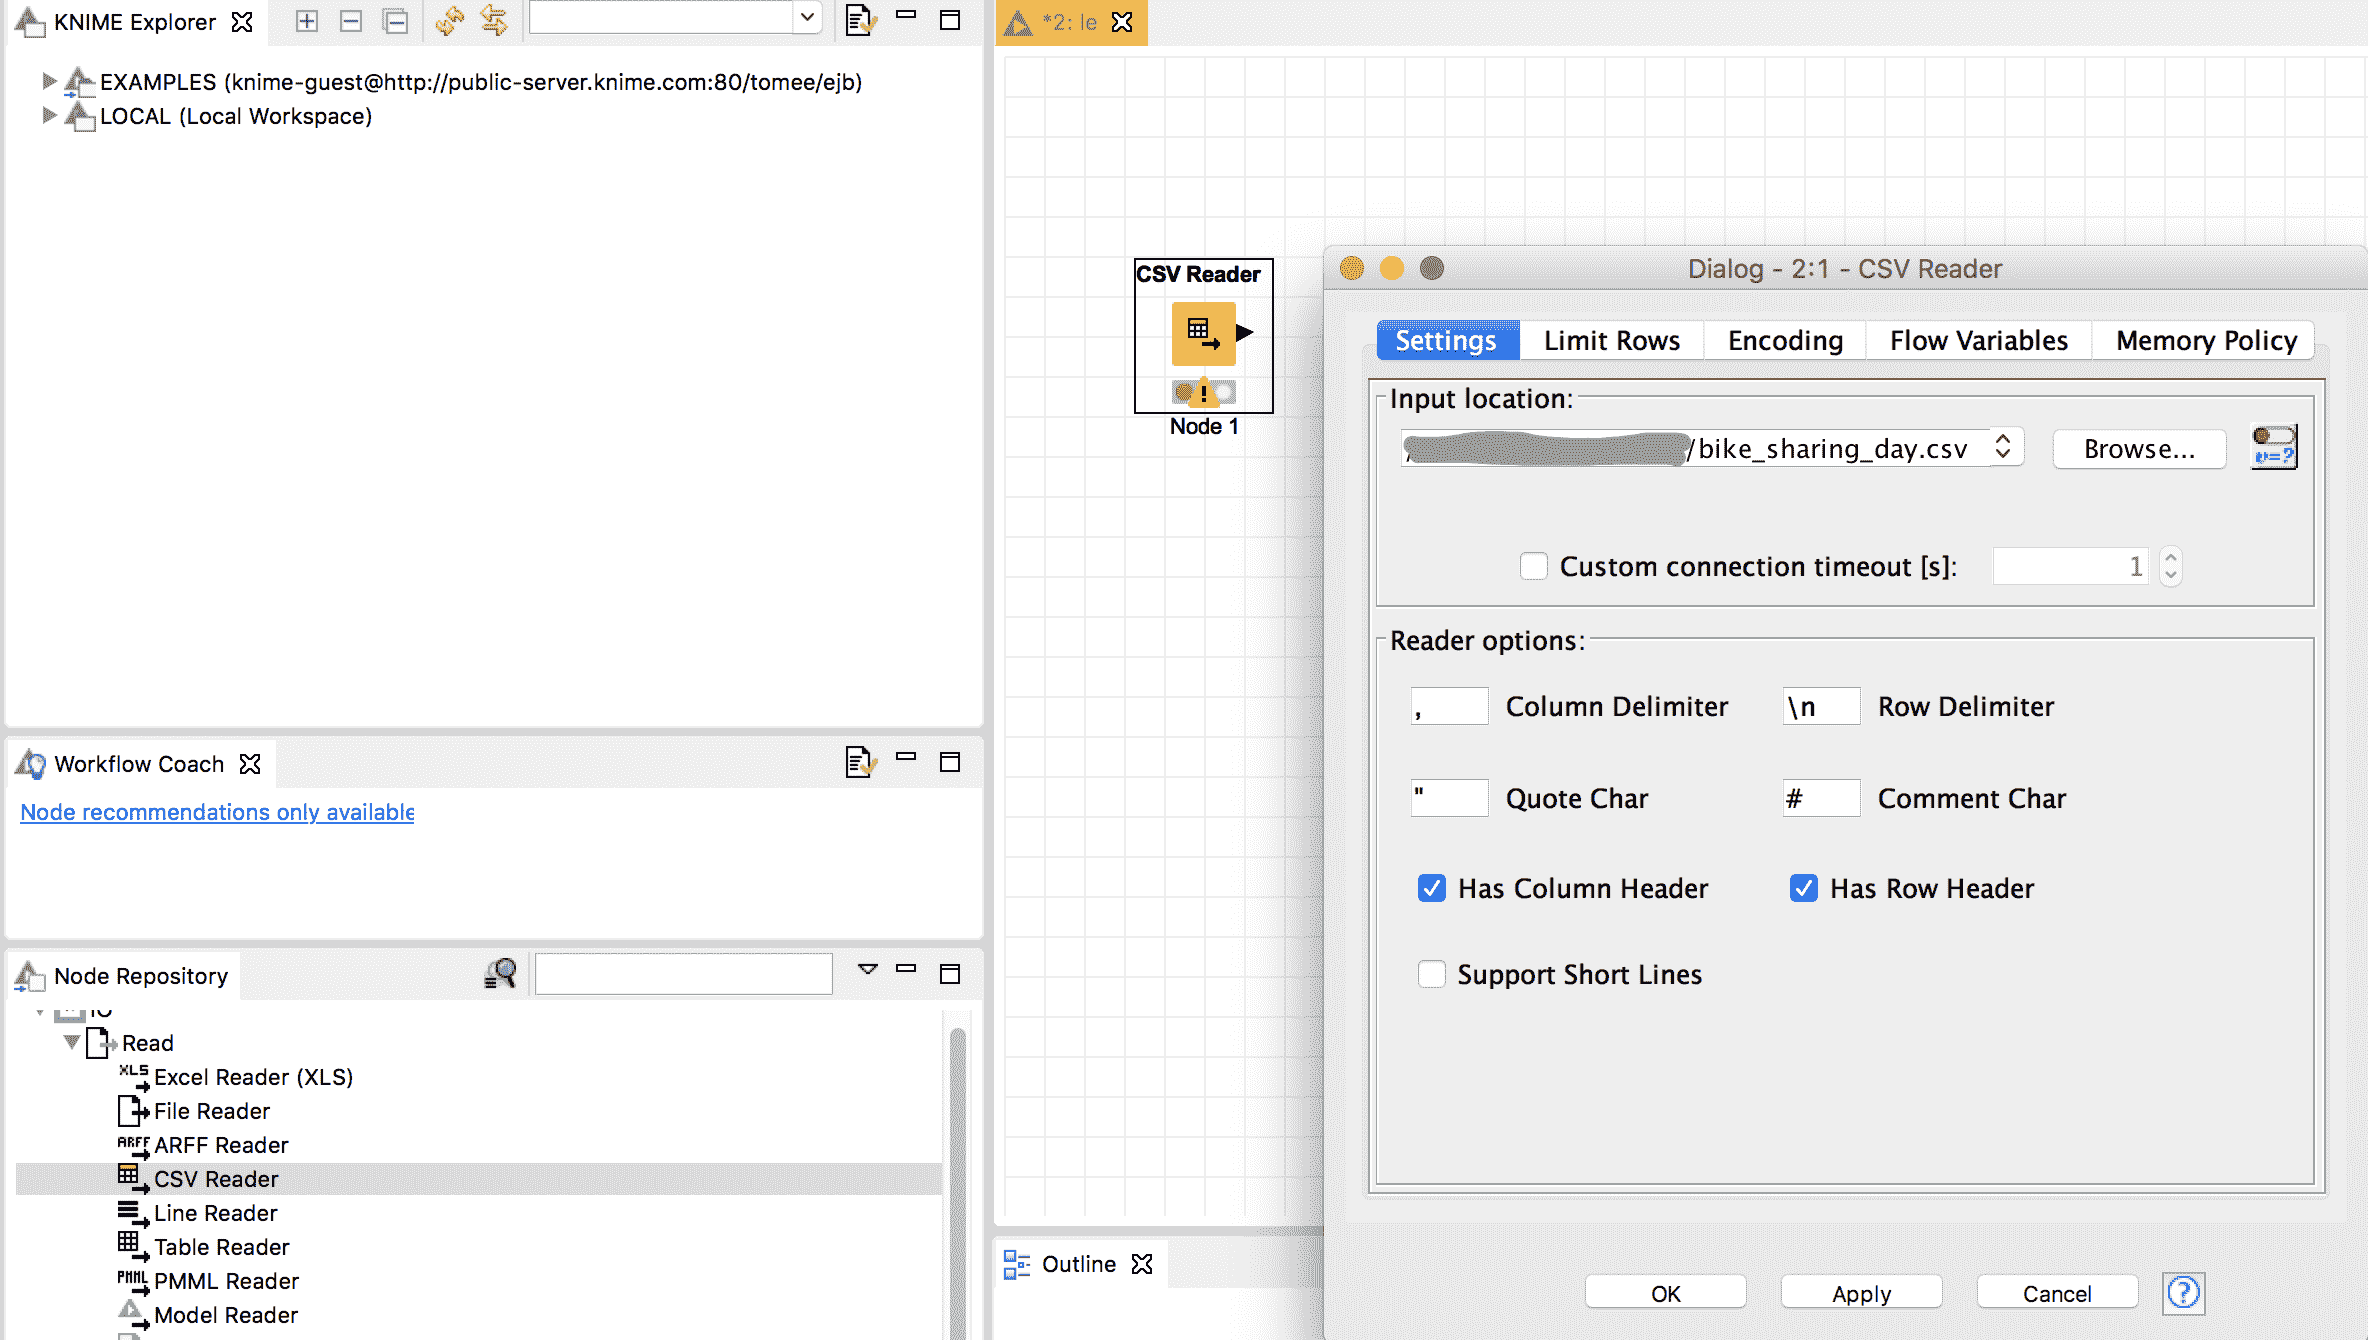 KNIME Explorer
EXAMPLES (knime-guest@http://public-server.knime.com:80/tomee/ejb)
LOCAL (Local Workspace)
Workflow Coach
Node recommendations only available
Node Repository
IO
Read
XLS Excel Reader (XLS)
File Reader
ARFF ARFF Reader
CSV Reader
Line Reader
Table Reader
PMML PMML Reader
Model Reader
*2: le
CSV Reader
Node 1
Outline
Dialog - 2:1 - CSV Reader
Settings Limit Rows Encoding Flow Variables Memory Policy
Input location:
/bike_sharing_day.csv Browse... v=?
Custom connection timeout [s]: 1
Reader options:
, Column Delimiter \n Row Delimiter
" Quote Char # Comment Char
Has Column Header Has Row Header
Support Short Lines
OK Apply Cancel ?